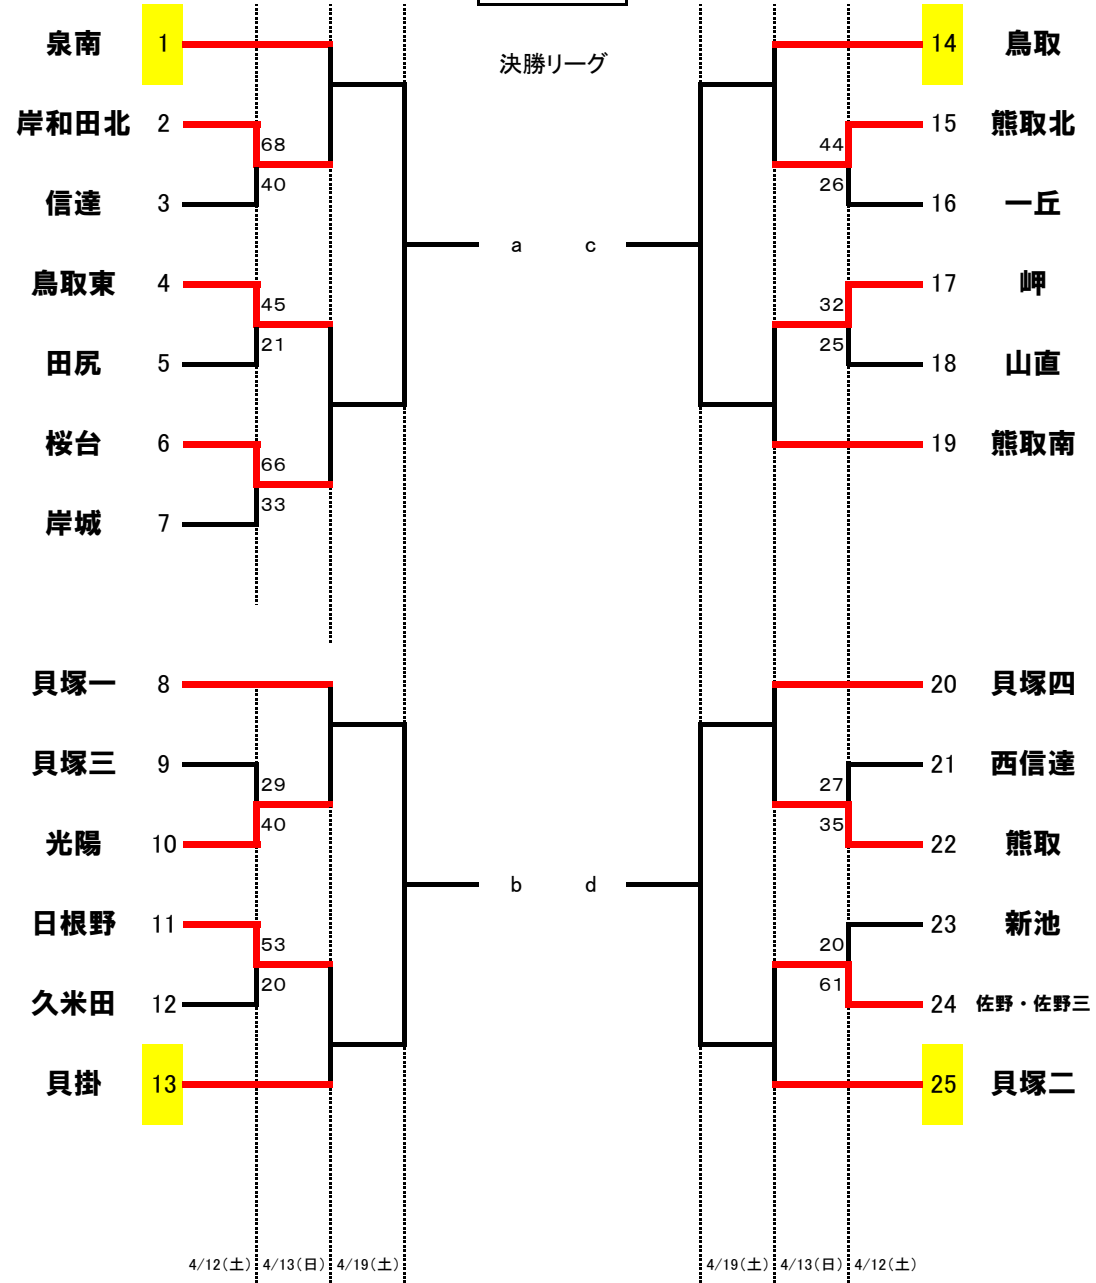 決勝リーグ
泉南 1
岸和田北 2
68
40
信達 3
鳥取東 4
45
21
田尻 5
桜台 6
66
33
岸城 7
a
貝塚一 8
貝塚三 9
29
40
光陽 10
日根野 11
53
20
久米田 12
貝掛 13
b
14 鳥取
15 熊取北
44
26
16 一丘
c
17 岬
32
25
18 山直
19 熊取南
20 貝塚四
21 西信達
27
35
22 熊取
d
23 新池
20
61
24 佐野・佐野三
25 貝塚二
4/12(土) 4/13(日) 4/19(土) 4/19(土) 4/13(日) 4/12(土)